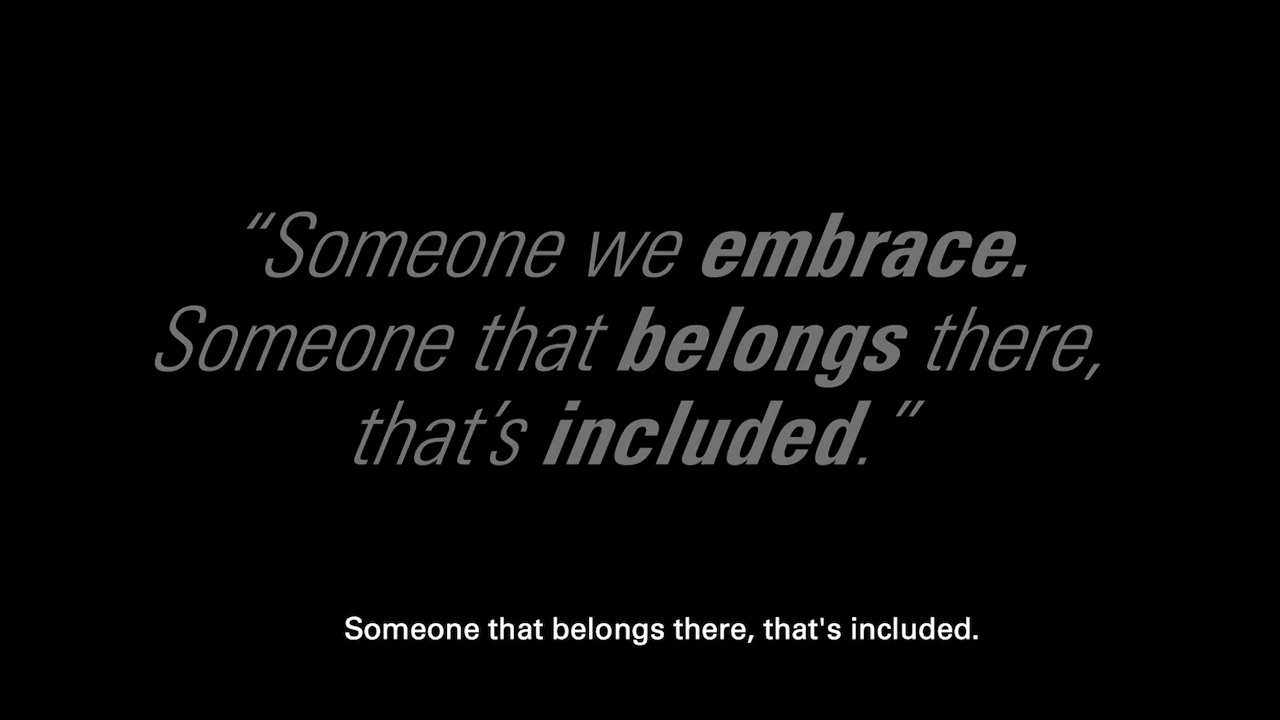 “Someone we embrace.
Someone that belongs there,
that’s included.”
Someone that belongs there, that's included.